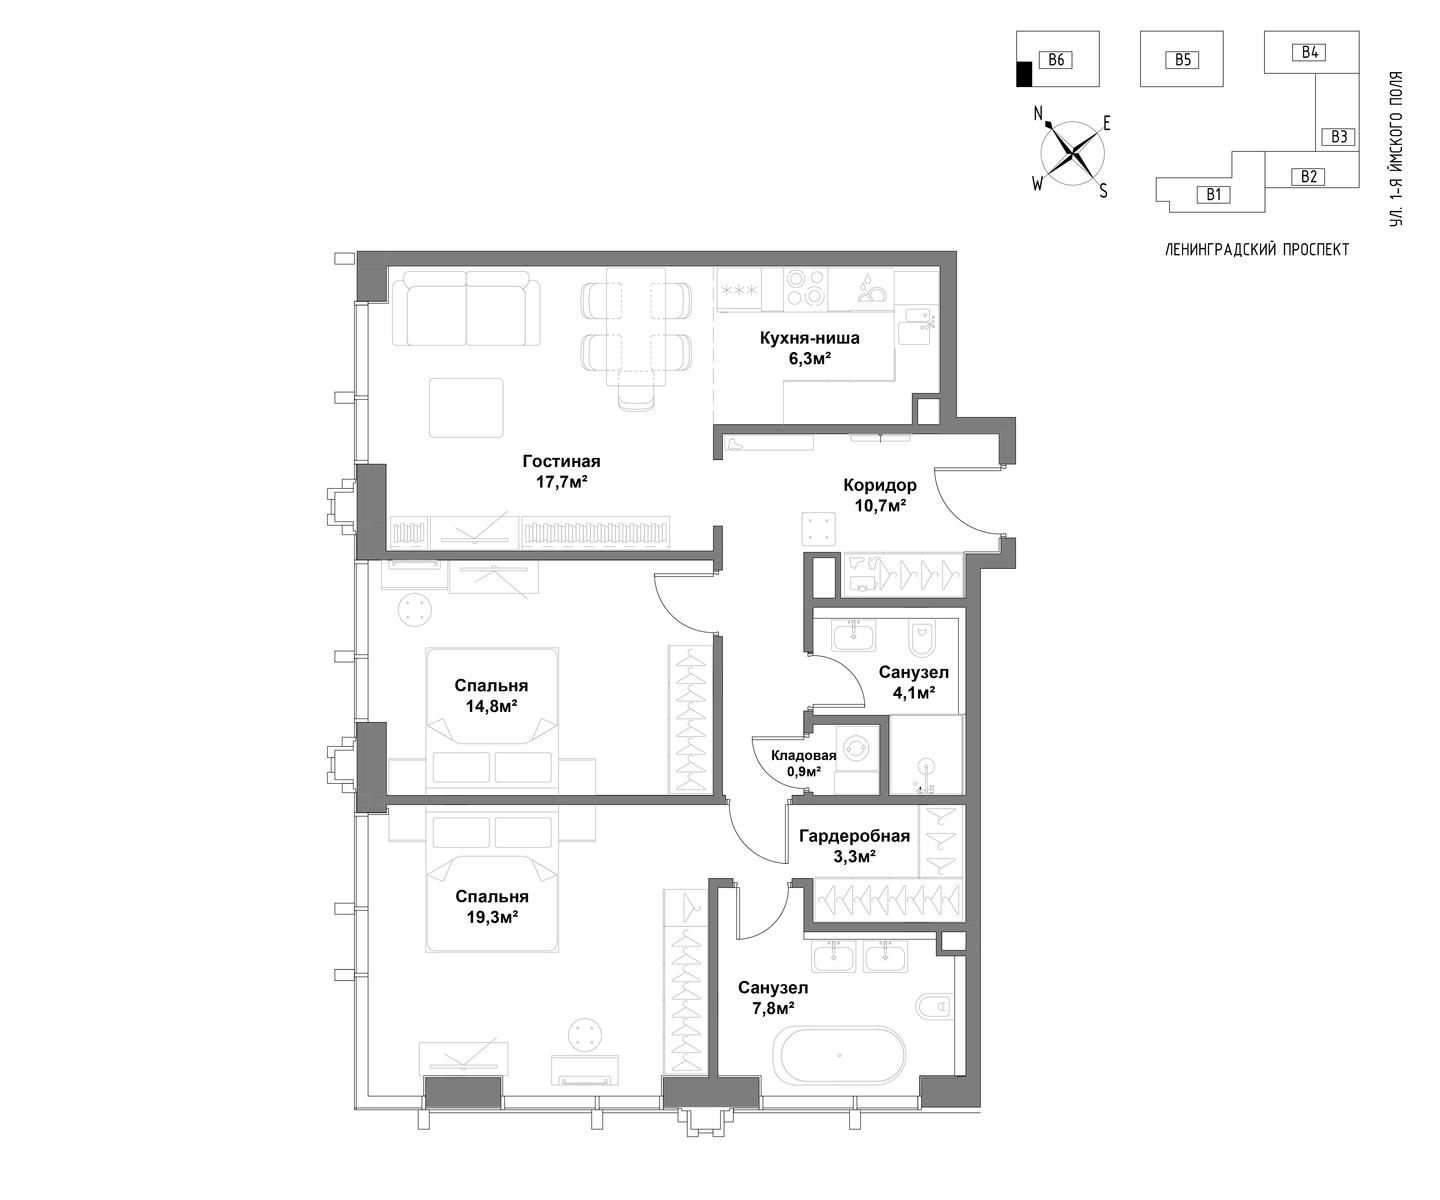 B6
B5
B4
N
E
W
S
B3
B2
B1
УЛ. 1-Я ЯМСКОГО ПОЛЯ
ЛЕНИНГРАДСКИЙ ПРОСПЕКТ
Кухня-ниша
6,3м²
Гостиная
17,7м²
Коридор
10,7м²
Спальня
14,8м²
Санузел
4,1м²
Кладовая
0,9м²
Гардеробная
3,3м²
Спальня
19,3м²
Санузел
7,8м²